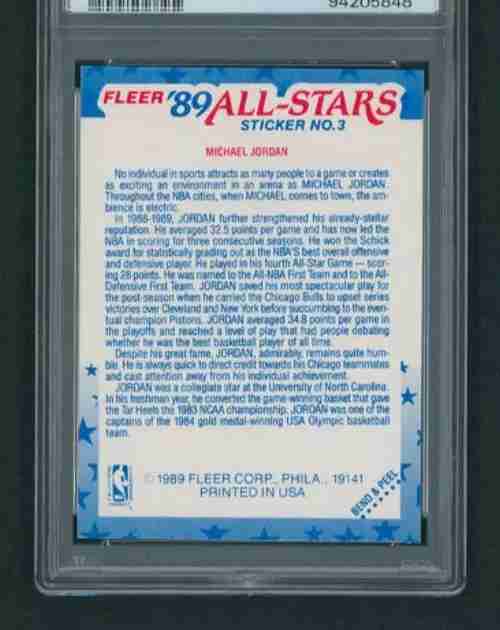 94205848
FLEER '89 ALL-STARS
STICKER NO.3
MICHAEL JORDAN
No individual in sports attracts as many people to a game or creates
as exciting an environment in an arena as MICHAEL JORDAN.
Throughout the NBA cities, when MICHAEL comes to town, the am-
bience is electric.
In 1988-1989, JORDAN further strengthened his already-stellar
reputation. He averaged 32.5 points per game and has now led the
NBA in scoring for three consecutive seasons. He won the Schick
award for statistically grading out as the NBA'S best overall offensive
and defensive player. He played in his fourth All-Star Game — scor-
ing 28 points. He was named to the All-NBA First Team and to the All-
Defensive First Team. JORDAN saved his most spectacular play for
the post-season when he carried the Chicago Bulls to upset series
victories over Cleveland and New York before succumbing to the even-
tual champion Pistons. JORDAN averaged 34.8 points per game in
the playoffs and reached a level of play that had people debating
whether he was the best basketball player of all time.
Despite his great fame, JORDAN, admirably, remains quite hum-
ble. He is always quick to direct credit towards his Chicago teammates
and cast attention away from his individual achievement.
JORDAN was a collegiate star at the University of North Carolina.
In his freshman year, he converted the game-winning basket that gave
the Tar Heels the 1983 NCAA championship. JORDAN was one of the
captains of the 1984 gold medal-winning USA Olympic basketball
team.
© 1989 FLEER CORP., PHILA., 19141
PRINTED IN USA
BEND & PEEL